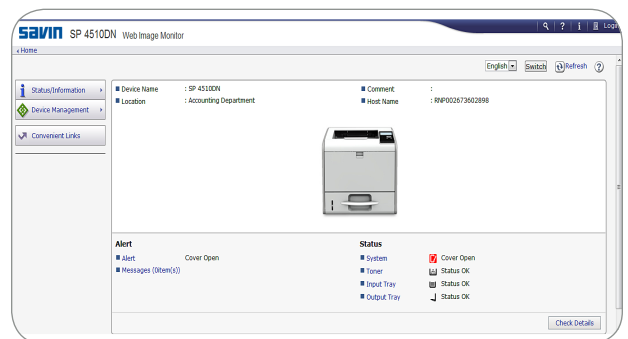 SAVIN SP 4510DN Web Image Monitor
Login
Home
English Switch Refresh
Status/Information
Device Management
Convenient Links
Device Name : SP 4510DN Comment :
Location : Accounting Department Host Name : RNP002673602898
Alert Status
Alert Cover Open System Cover Open
Messages (0item(s)) Toner Status OK
Input Tray Status OK
Output Tray Status OK
Check Details